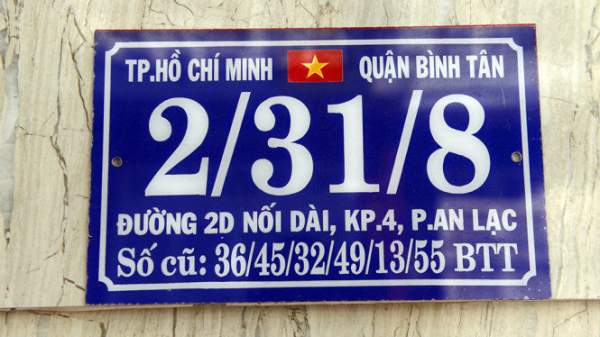 TP.HỒ CHÍ MINH QUẬN BÌNH TÂN
2/31/8
ĐƯỜNG 2D NỐI DÀI, KP.4, P.AN LẠC
Số cũ: 36/45/32/49/13/55 BTT